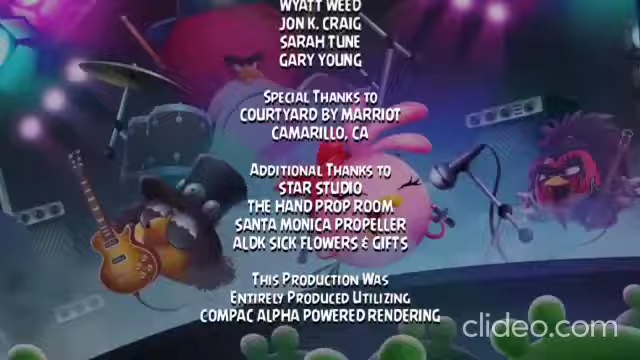 WYATT WEED
JON K. CRAIG
SARAH TUNE
GARY YOUNG
SPECIAL THANKS TO
COURTYARD BY MARRIOT
CAMARILLO, CA
ADDITIONAL THANKS TO
STAR STUDIO
THE HAND PROP ROOM
SANTA MONICA PROPELLER
ALDK SICK FLOWERS & GIFTS
THIS PRODUCTION WAS
ENTIRELY PRODUCED UTILIZING
COMPAC ALPHA POWERED RENDERING
clideo.com